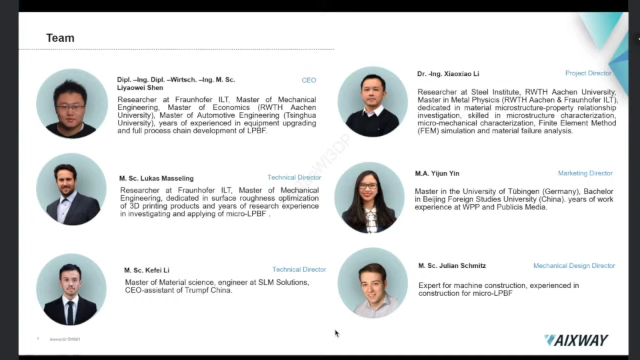 Team
Dipl. –Ing. Dipl. –Wirtsch. –Ing. M. Sc.
Liyaowei Shen
CEO
Researcher at Fraunhofer ILT, Master of Mechanical
Engineering, Master of Economics (RWTH Aachen
University), Master of Automotive Engineering (Tsinghua
University), years of experienced in equipment upgrading
and full process chain development of LPBF.
Dr. -Ing. Xiaoxiao Li
Project Director
Researcher at Steel Institute, RWTH Aachen University,
Master in Metal Physicis (RWTH Aachen & Fraunhofer ILT),
dedicated in material microstructure-property relationship
investigation, skilled in microstructure characterization,
micro-mechanical characterization, Finite Element Method
(FEM) simulation and material failure analysis.
M. Sc. Lukas Masseling
Technical Director
Researcher at Fraunhofer ILT, Master of Mechanical
Engineering, dedicated in surface roughness optimization
of 3D printing products and years of research experience
in investigating and applying of micro-LPBF .
M.A. Yijun Yin
Marketing Director
Master in the University of Tübingen (Germany), Bachelor
in Beijing Foreign Studies University (China). years of work
experience at WPP and Publicis Media.
M. Sc. Kefei Li
Technical Director
Master of Material science, engineer at SLM Solutions,
CEO-assistant of Trumpf China.
M. Sc. Julian Schmitz
Mechanical Design Director
Expert for machine construction, experienced in
construction for micro-LPBF
AIXWAY